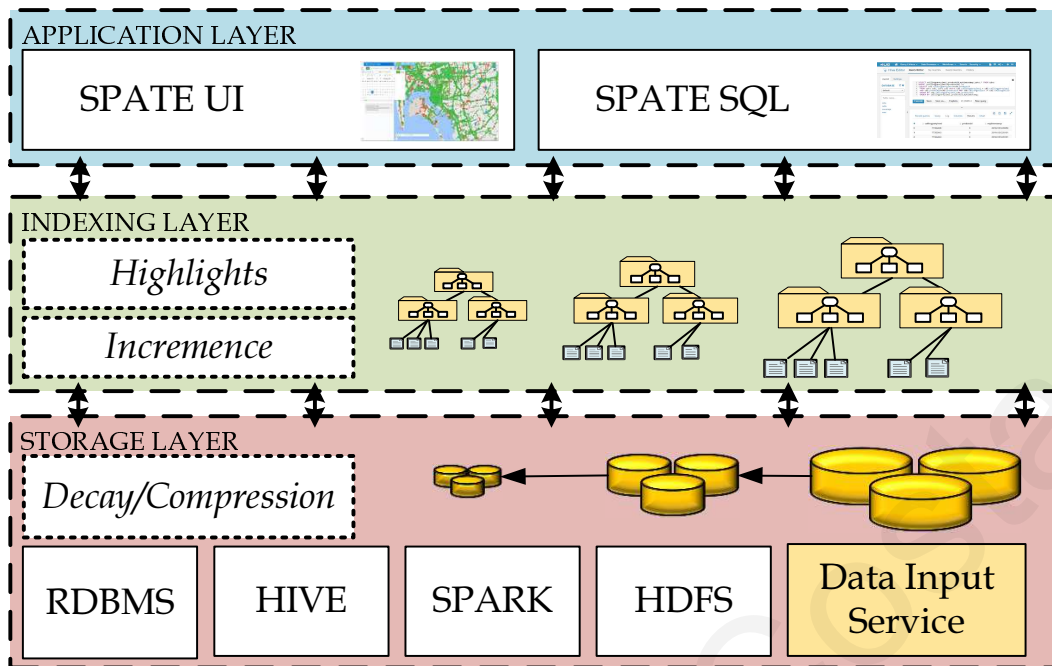 APPLICATION LAYER
SPATE UI
SPATE SQL
INDEXING LAYER
Highlights
Incremence
STORAGE LAYER
Decay/Compression
RDBMS
HIVE
SPARK
HDFS
Data Input
Service